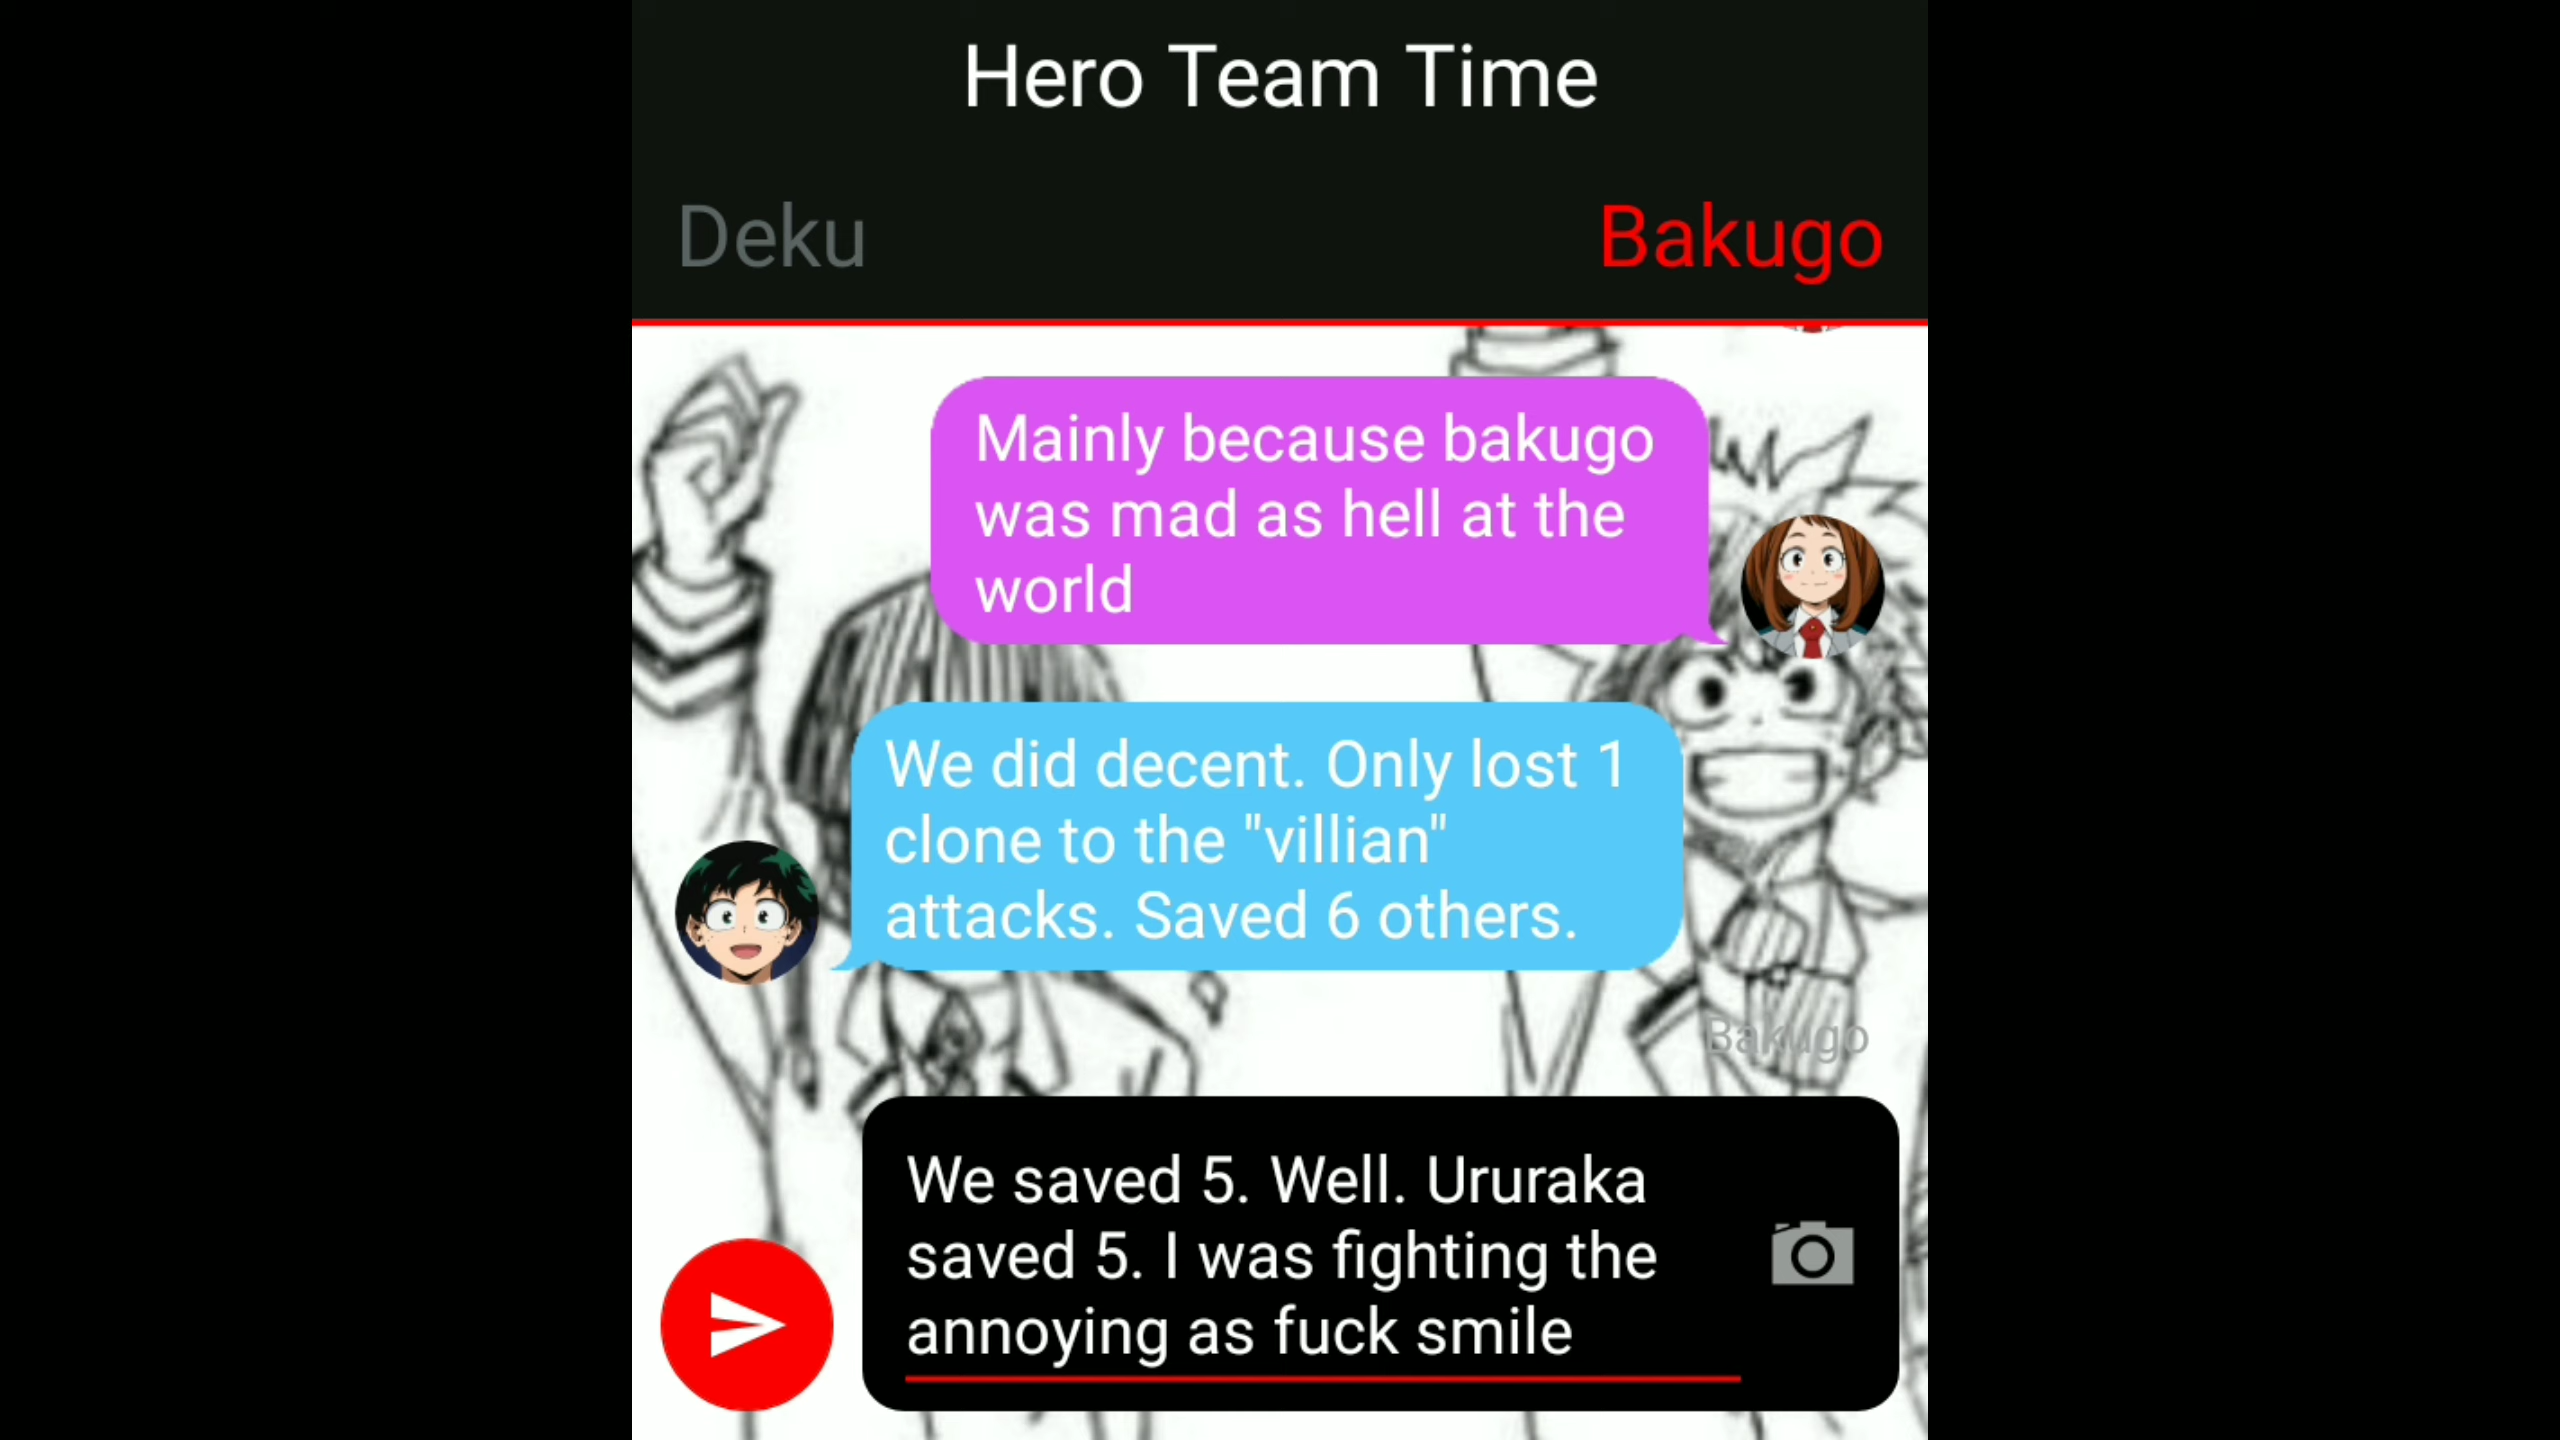 Hero Team Time
Deku
Bakugo
Mainly because bakugo
was mad as hell at the
world
We did decent. Only lost 1
clone to the "villian"
attacks. Saved 6 others.
Bakugo
We saved 5. Well. Ururaka
saved 5. I was fighting the
annoying as fuck smile